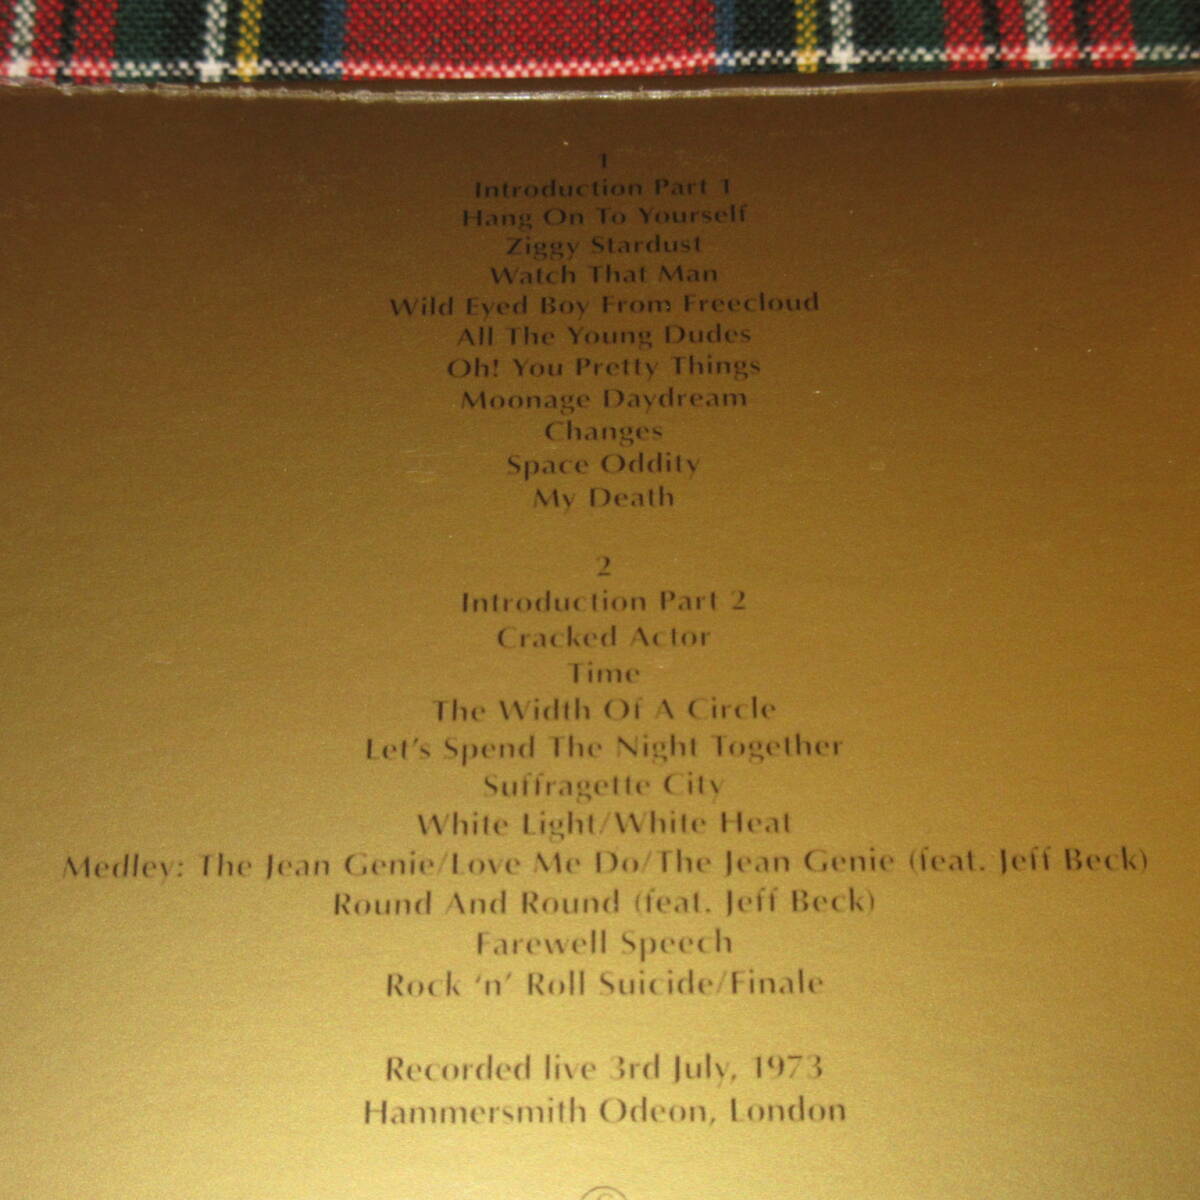 1
Introduction Part 1
Hang On To Yourself
Ziggy Stardust
Watch That Man
Wild Eyed Boy From Freecloud
All The Young Dudes
Oh! You Pretty Things
Moonage Daydream
Changes
Space Oddity
My Death
2
Introduction Part 2
Cracked Actor
Time
The Width Of A Circle
Let's Spend The Night Together
Suffragette City
White Light/White Heat
Medley: The Jean Genie/Love Me Do/The Jean Genie (feat. Jeff Beck)
Round And Round (feat. Jeff Beck)
Farewell Speech
Rock 'n' Roll Suicide/Finale
Recorded live 3rd July, 1973
Hammersmith Odeon, London